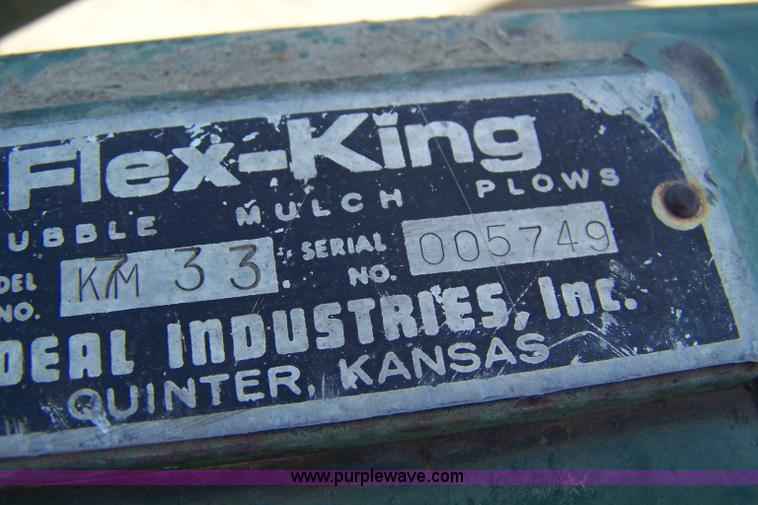 Flex-King
UBBLE MULCH PLOWS
DEL NO. KM 33 SERIAL NO. 005749
DEAL INDUSTRIES, Inc.
QUINTER, KANSAS
www.purplewave.com